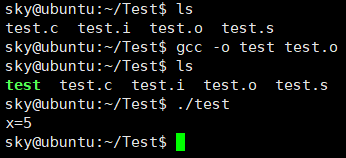 sky@ubuntu:~/Test$ ls
test.c  test.i  test.o  test.s
sky@ubuntu:~/Test$ gcc -o test test.o
sky@ubuntu:~/Test$ ls
test  test.c  test.i  test.o  test.s
sky@ubuntu:~/Test$ ./test
x=5
sky@ubuntu:~/Test$